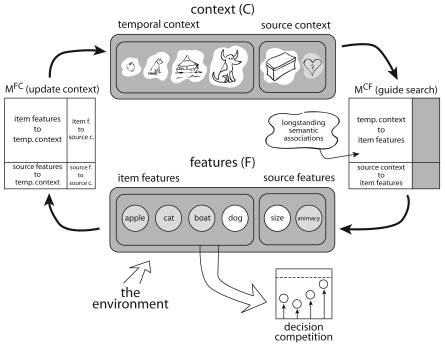 context (C)
temporal context
source context
M^FC (update context)
M^CF (guide search)
?
item features
to
temp. context
item f.
to
source c.
source features
to
temp. context
source f.
to
source c.
longstanding
semantic
associations
temp. context
to
item features
source context
to
item features
features (F)
item features
source features
apple
cat
boat
dog
size
animacy
the
environment
decision
competition